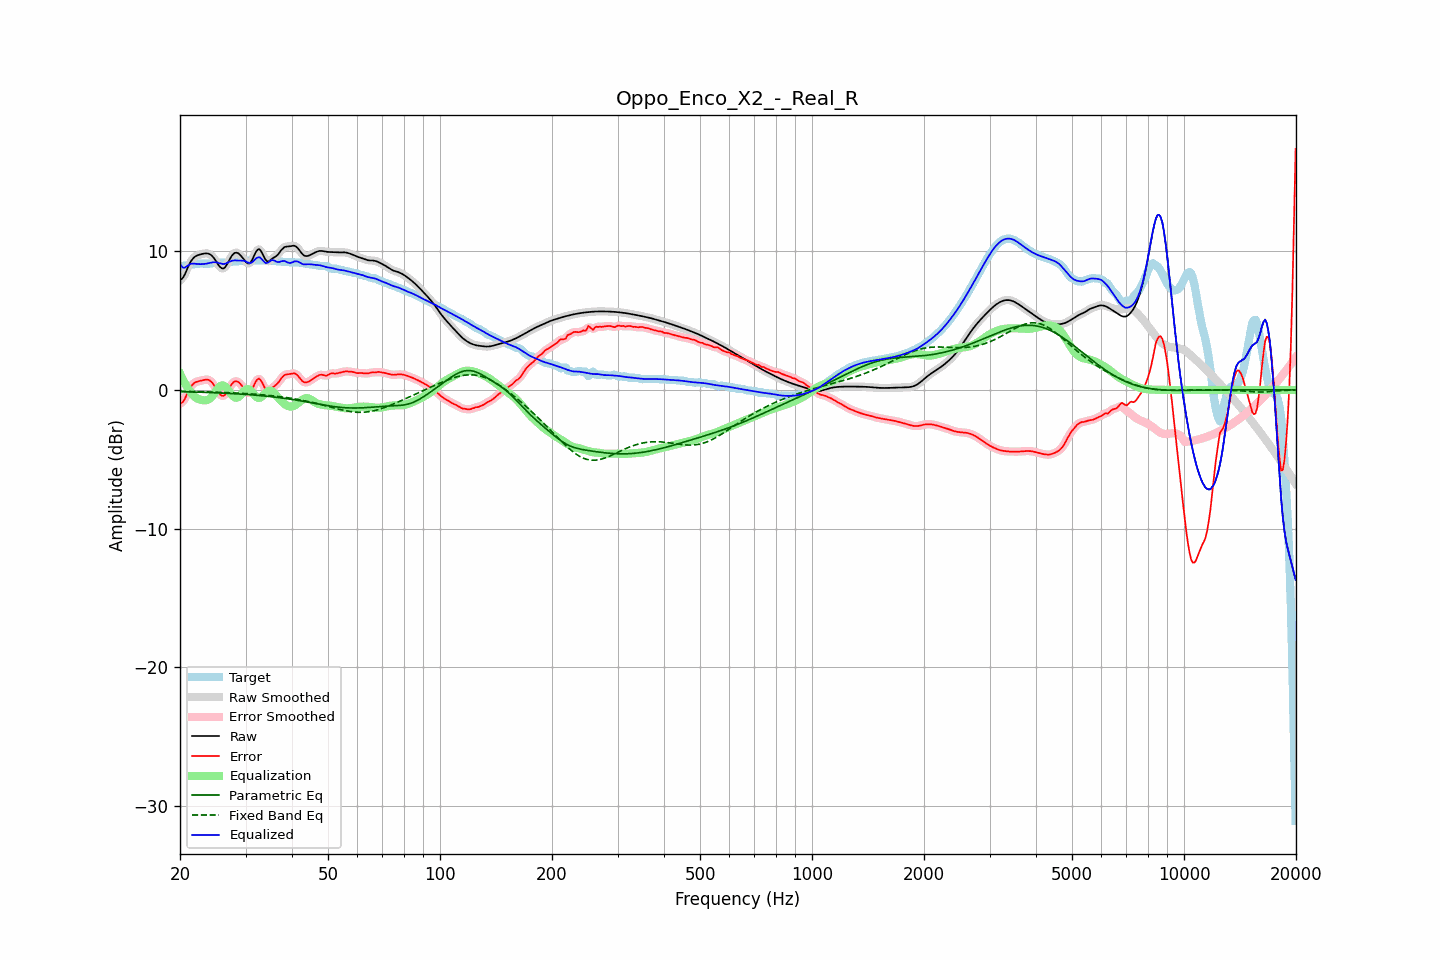 Oppo_Enco_X2_-_Real_R
Amplitude (dBr)
10
0
−10
−20
−30
Target
Raw Smoothed
Error Smoothed
Raw
Error
Equalization
Parametric Eq
Fixed Band Eq
Equalized
20 50 100 200 500 1000 2000 5000 10000 20000
Frequency (Hz)